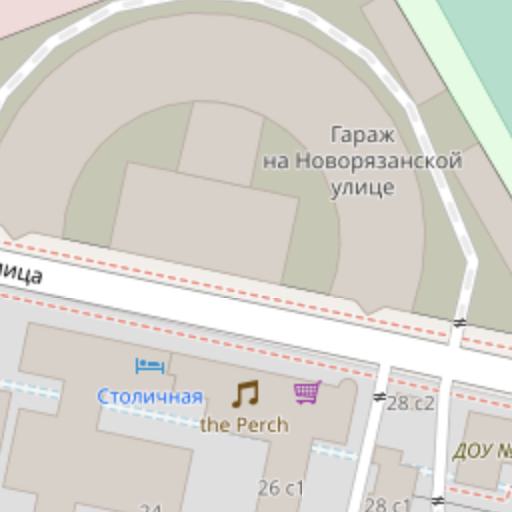 Гараж
на Новорязанской
улице
лица
Столичная
the Perch
28 с2
ДОУ №
26 с1
24
28 с1